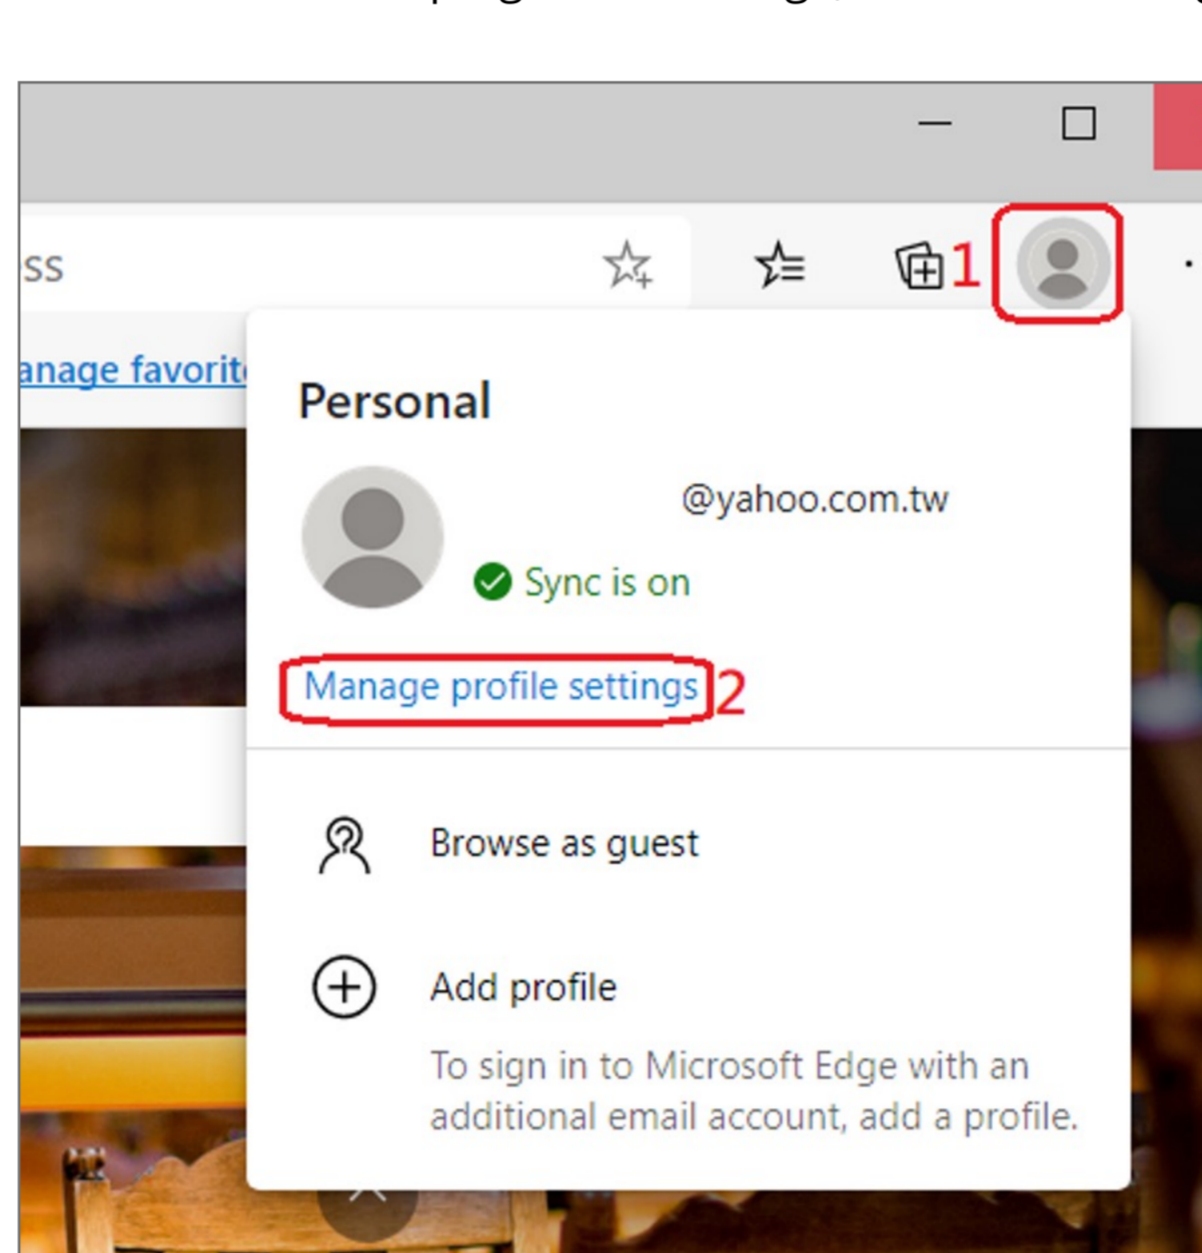 ss
1
anage favorit
Personal
@yahoo.com.tw
Sync is on
Manage profile settings 2
Browse as guest
Add profile
To sign in to Microsoft Edge with an
additional email account, add a profile.